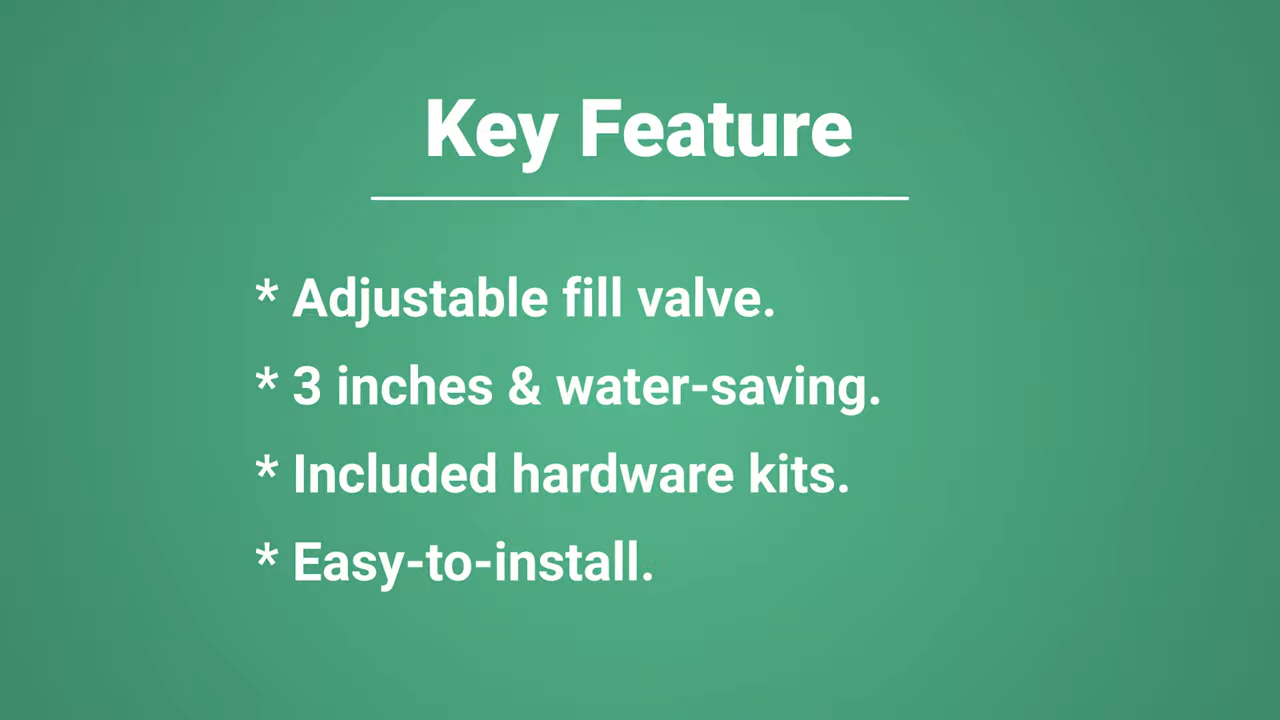 Key Feature
* Adjustable fill valve.
* 3 inches & water-saving.
* Included hardware kits.
* Easy-to-install.